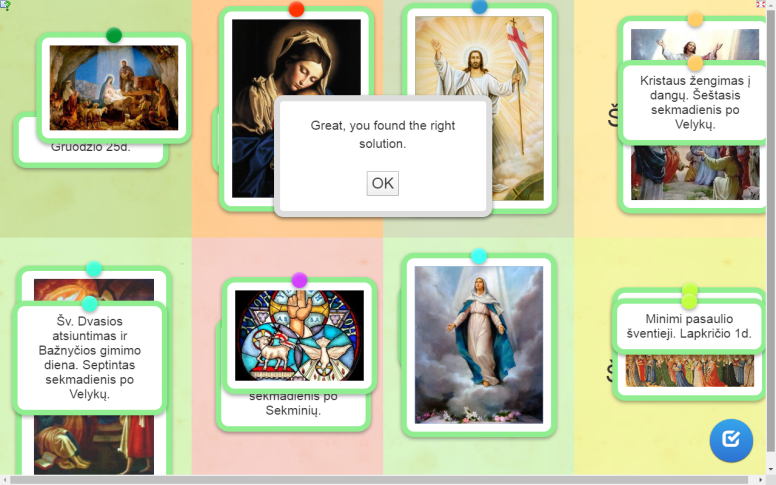 Great, you found the right
solution.
OK
Gruodžio 25d.
Kristaus žengimas į
dangų. Šeštasis
sekmadienis po
Velykų.
Šv. Dvasios
atsiuntimas ir
Bažnyčios gimimo
diena. Septintas
sekmadienis po
Velykų.
sekmadienis po
Sekminių.
Minimi pasaulio
šventieji. Lapkričio 1d.